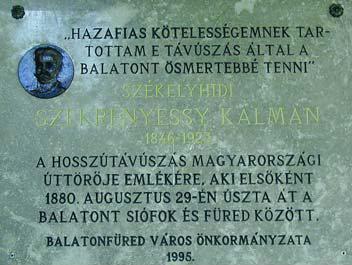 „HAZAFIAS KÖTELESSÉGEMNEK TAR-
TOTTAM E TÁVÚSZÁS ÁLTAL A
BALATONT ÖSMERTEBBÉ TENNI"
SZÉKELYHIDI
SZEKRÉNYESSY KÁLMÁN
1846-1923
A HOSSZÚTÁVÚSZÁS MAGYARORSZÁGI
ÚTTÖRŐJE EMLÉKÉRE, AKI ELSŐKÉNT
1880. AUGUSZTUS 29-ÉN ÚSZTA ÁT A
BALATONT SIÓFOK ÉS FÜRED KÖZÖTT.
BALATONFÜRED VÁROS ÖNKORMÁNYZATA
1995.